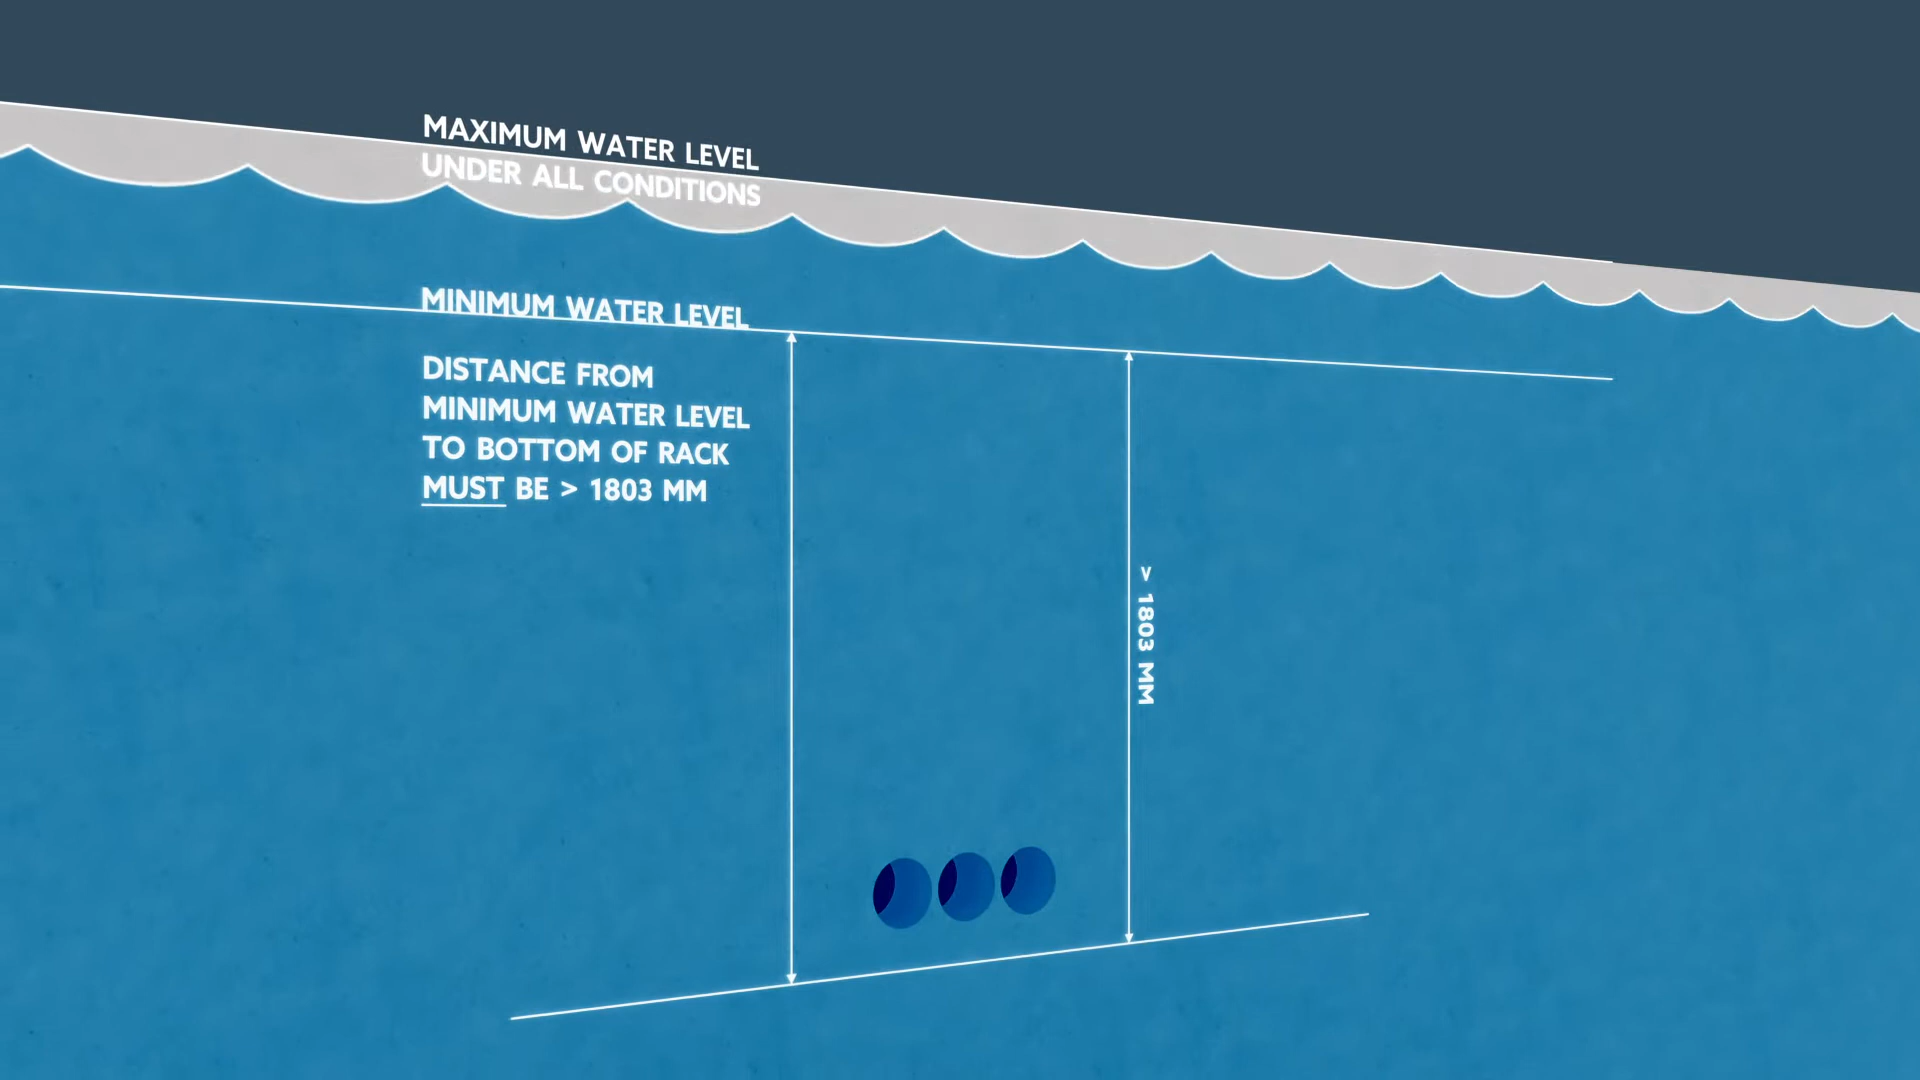 MAXIMUM WATER LEVEL
UNDER ALL CONDITIONS
MINIMUM WATER LEVEL
DISTANCE FROM
MINIMUM WATER LEVEL
TO BOTTOM OF RACK
MUST BE > 1803 MM
> 1803 MM